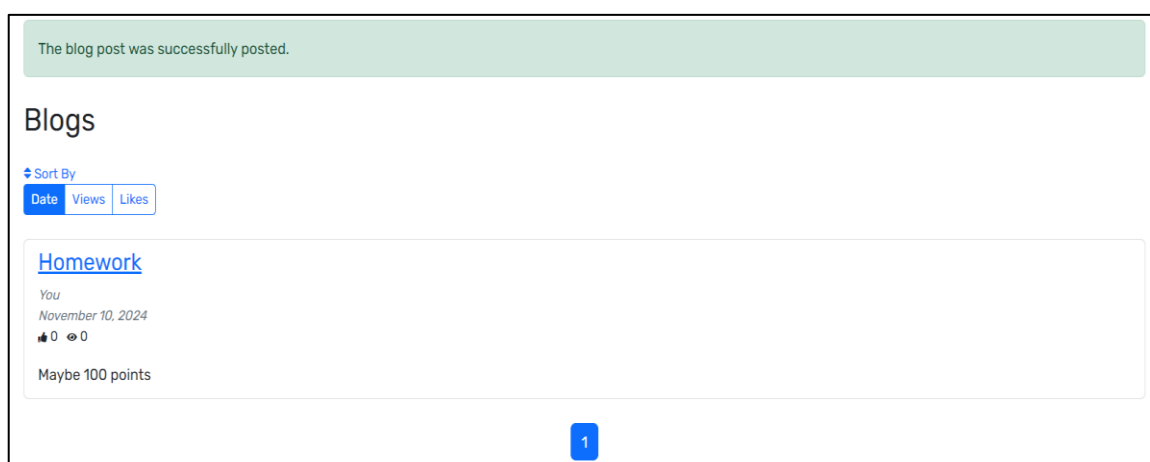 The blog post was successfully posted.
Blogs
Sort By
Date Views Likes
Homework
You
November 10, 2024
0 0
Maybe 100 points
1